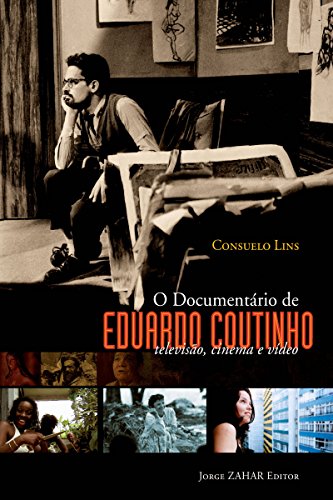 CONSUELO LINS
O DOCUMENTÁRIO DE
EDUARDO COUTINHO
televisão, cinema e vídeo
JORGE ZAHAR EDITOR